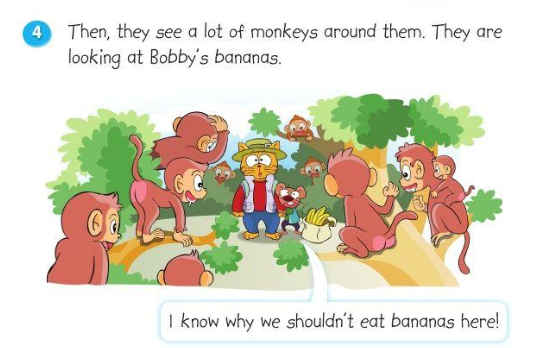 4 Then, they see a lot of monkeys around them. They are
looking at Bobby's bananas.
I know why we shouldn't eat bananas here!